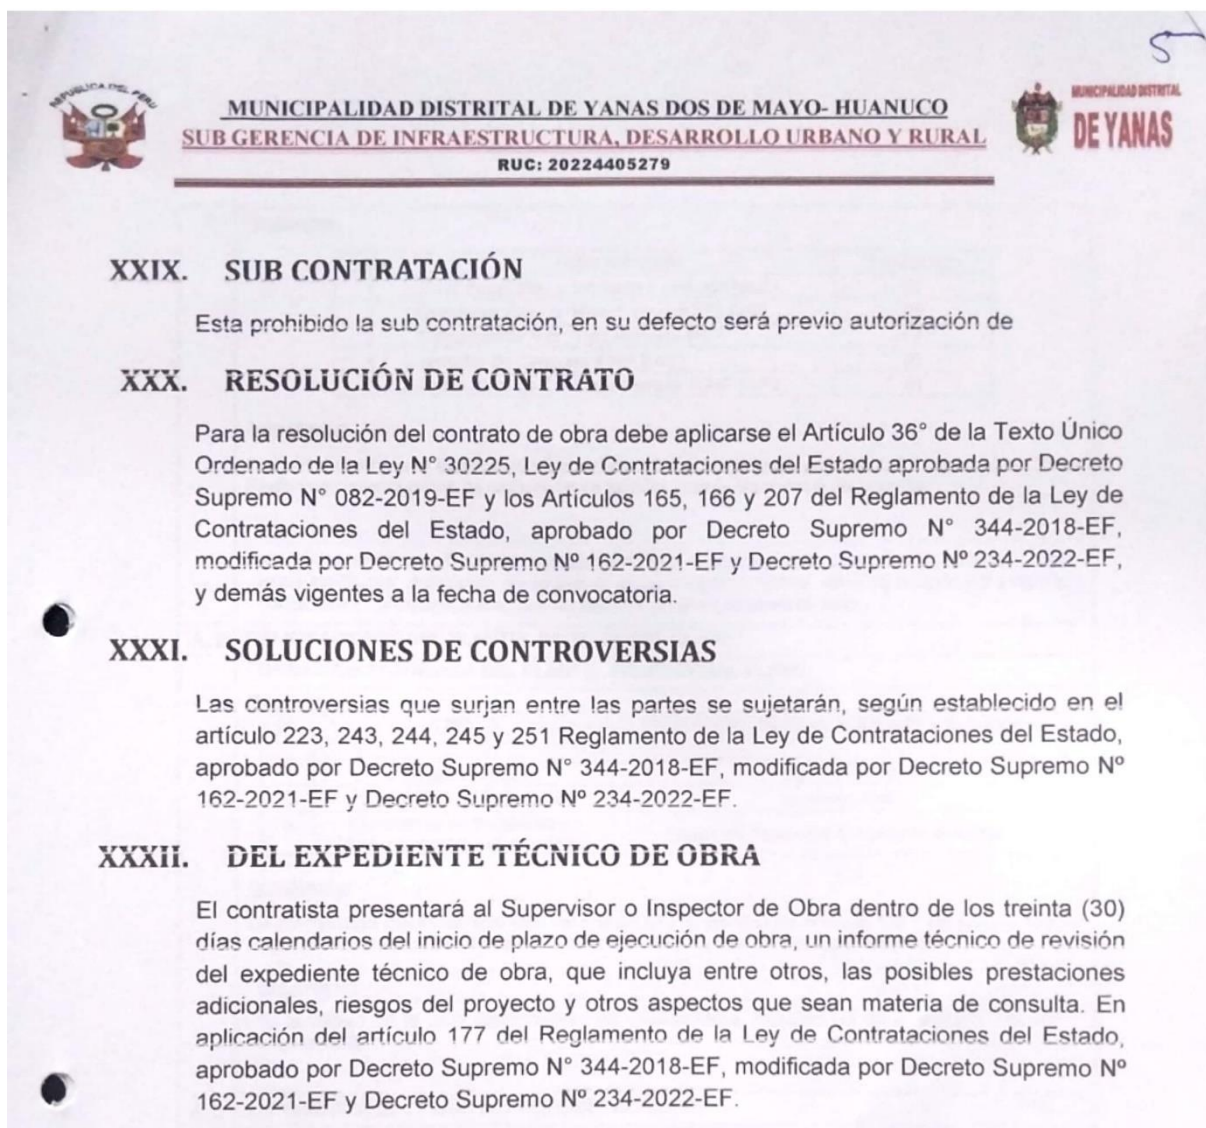 5
REPUBLICA DEL PERU
MUNICIPALIDAD DISTRITAL DE YANAS DOS DE MAYO- HUANUCO
SUB GERENCIA DE INFRAESTRUCTURA, DESARROLLO URBANO Y RURAL
RUC: 20224405279
MUNICIPALIDAD DISTRITAL
DE YANAS
XXIX. SUB CONTRATACIÓN
Esta prohibido la sub contratación, en su defecto será previo autorización de
XXX. RESOLUCIÓN DE CONTRATO
Para la resolución del contrato de obra debe aplicarse el Artículo 36° de la Texto Único
Ordenado de la Ley N° 30225, Ley de Contrataciones del Estado aprobada por Decreto
Supremo N° 082-2019-EF y los Artículos 165, 166 y 207 del Reglamento de la Ley de
Contrataciones del Estado, aprobado por Decreto Supremo N° 344-2018-EF,
modificada por Decreto Supremo Nº 162-2021-EF y Decreto Supremo Nº 234-2022-EF,
y demás vigentes a la fecha de convocatoria.
XXXI. SOLUCIONES DE CONTROVERSIAS
Las controversias que surjan entre las partes se sujetarán, según establecido en el
artículo 223, 243, 244, 245 y 251 Reglamento de la Ley de Contrataciones del Estado,
aprobado por Decreto Supremo N° 344-2018-EF, modificada por Decreto Supremo Nº
162-2021-EF y Decreto Supremo Nº 234-2022-EF.
XXXII. DEL EXPEDIENTE TÉCNICO DE OBRA
El contratista presentará al Supervisor o Inspector de Obra dentro de los treinta (30)
días calendarios del inicio de plazo de ejecución de obra, un informe técnico de revisión
del expediente técnico de obra, que incluya entre otros, las posibles prestaciones
adicionales, riesgos del proyecto y otros aspectos que sean materia de consulta. En
aplicación del artículo 177 del Reglamento de la Ley de Contrataciones del Estado,
aprobado por Decreto Supremo N° 344-2018-EF, modificada por Decreto Supremo Nº
162-2021-EF y Decreto Supremo Nº 234-2022-EF.